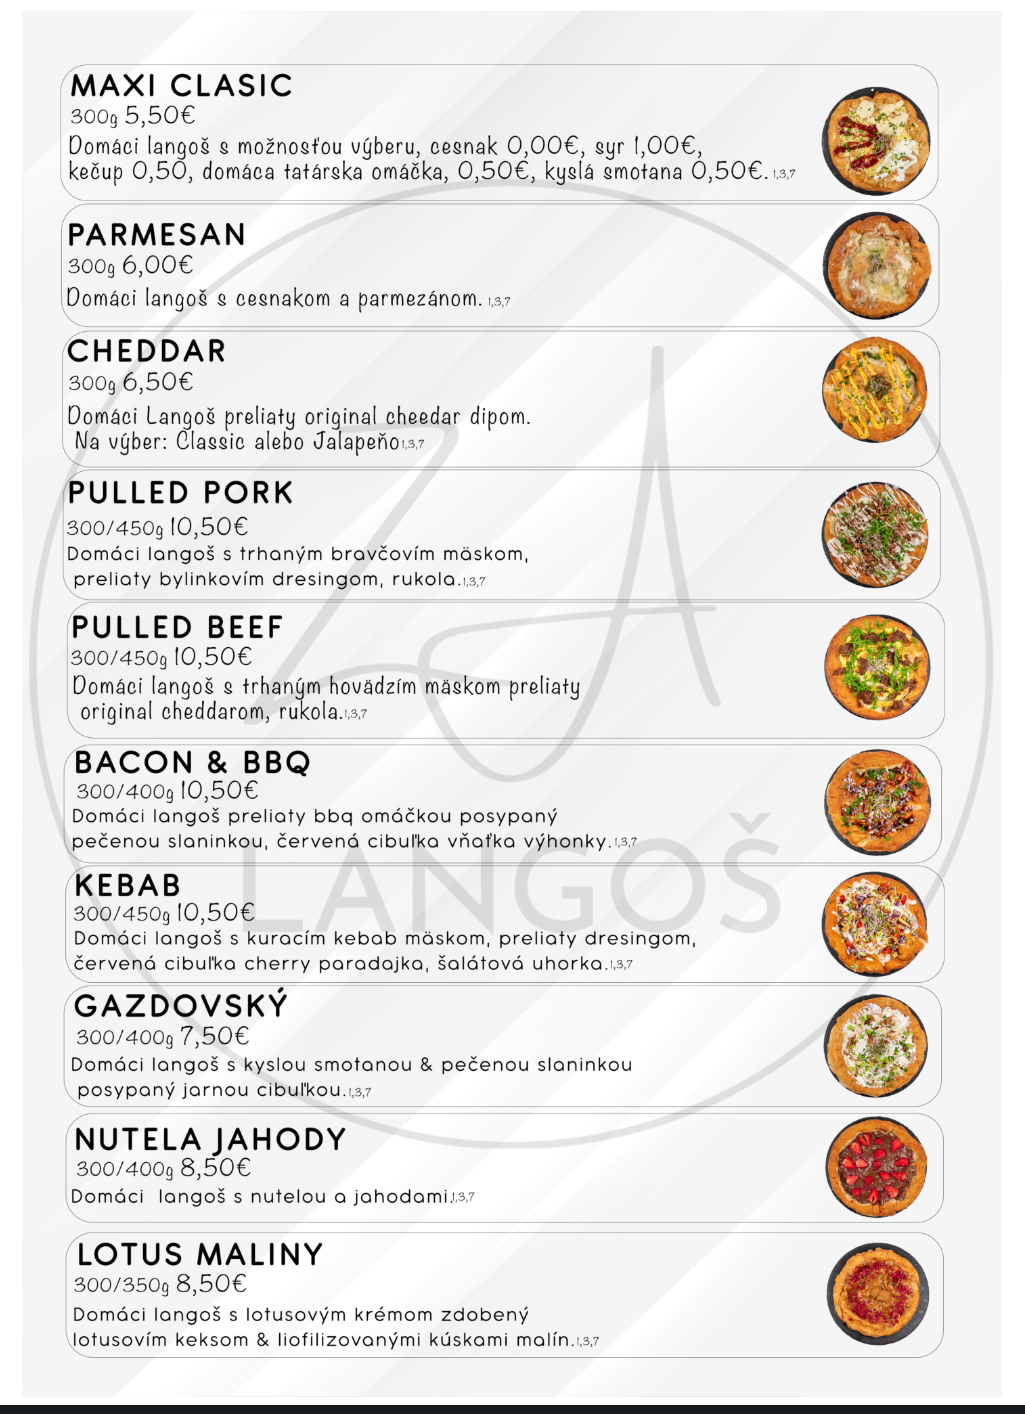 MAXI CLASIC
300g 5,50€
Domáci langoš s možnosťou výberu, cesnak 0,00€, syr 1,00€,
kečup 0,50, domáca tatárska omáčka, 0,50€, kyslá smotana 0,50€. 1,3,7
PARMESAN
300g 6,00€
Domáci langoš s cesnakom a parmezánom. 1,3,7
CHEDDAR
300g 6,50€
Domáci Langoš preliaty original cheedar dipom.
Na výber: Classic alebo Jalapeňo 1,3,7
PULLED PORK
300/450g 10,50€
Domáci langoš s trhaným bravčovím mäskom,
preliaty bylinkovím dresingom, rukola. 1,3,7
PULLED BEEF
300/450g 10,50€
Domáci langoš s trhaným hovädzím mäskom preliaty
original cheddarom, rukola. 1,3,7
BACON & BBQ
300/400g 10,50€
Domáci langoš preliaty bbq omáčkou posypaný
pečenou slaninkou, červená cibuľka vňaťka výhonky. 1,3,7
KEBAB
300/450g 10,50€
Domáci langoš s kuracím kebab mäskom, preliaty dresingom,
červená cibuľka cherry paradajka, šalátová uhorka. 1,3,7
GAZDOVSKÝ
300/400g 7,50€
Domáci langoš s kyslou smotanou & pečenou slaninkou
posypaný jarnou cibuľkou. 1,3,7
NUTELA JAHODY
300/400g 8,50€
Domáci langoš s nutelou a jahodami. 1,3,7
LOTUS MALINY
300/350g 8,50€
Domáci langoš s lotusovým krémom zdobený
lotusovím keksom & liofilizovanými kúskami malín. 1,3,7
ZA
LANGOŠ